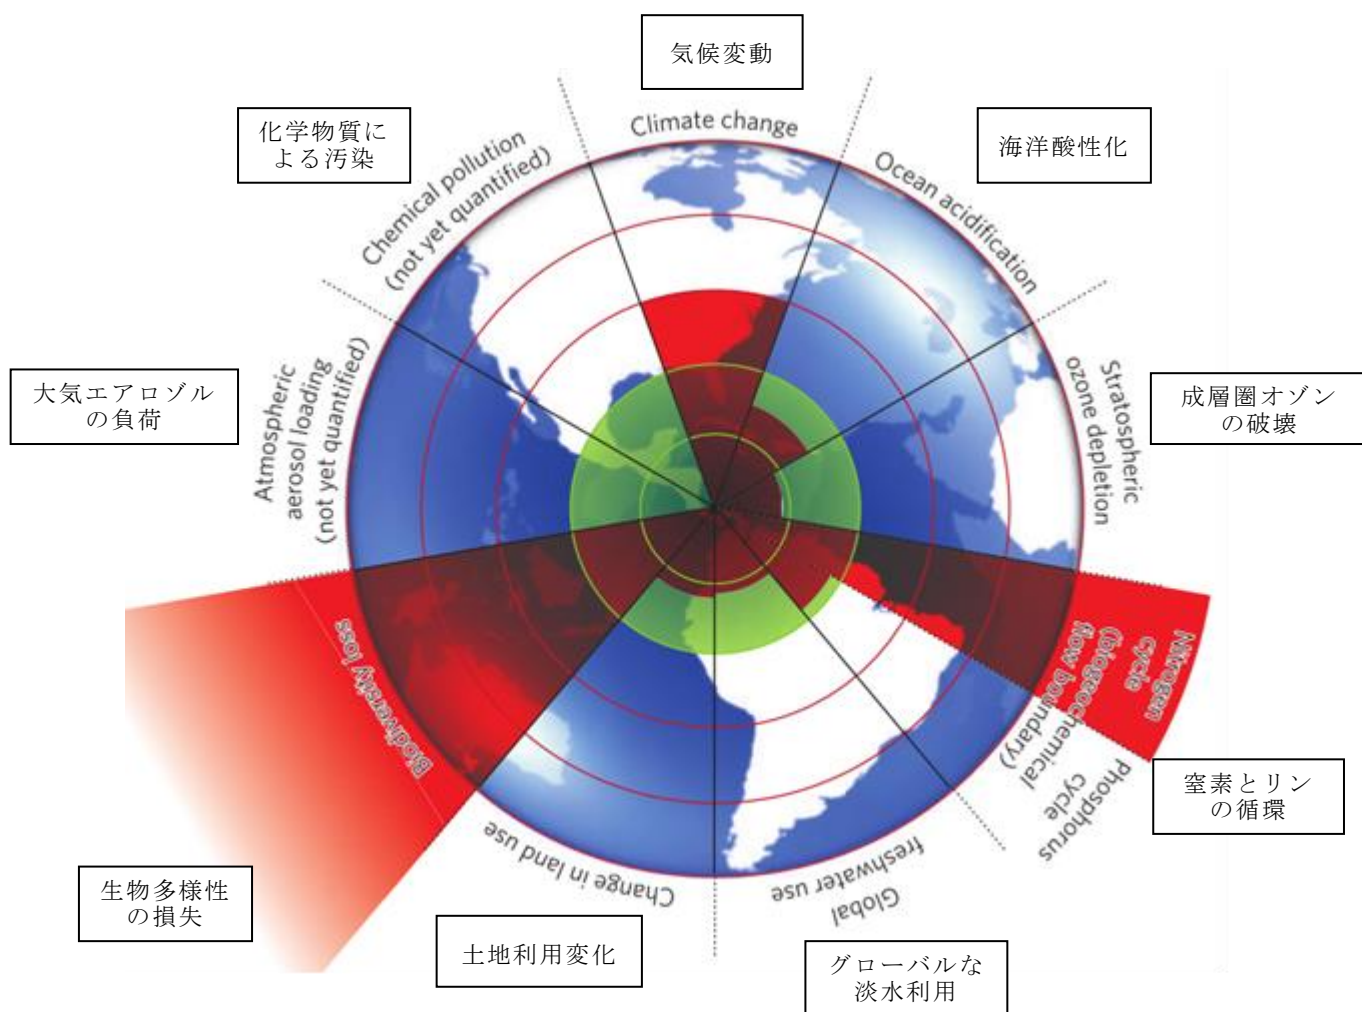 気候変動
化学物質に
よる汚染
海洋酸性化
Climate change
Chemical pollution
(not yet quantified)
Ocean acidification
大気エアロゾル
の負荷
Atmospheric
aerosol loading
(not yet quantified)
Stratospheric
ozone depletion
成層圏オゾン
の破壊
Biodiversity loss
Nitrogen
cycle
(biogeochemical
flow boundary)
Phosphorus
cycle
窒素とリン
の循環
生物多様性
の損失
Change in land use
Global
freshwater use
土地利用変化
グローバルな
淡水利用